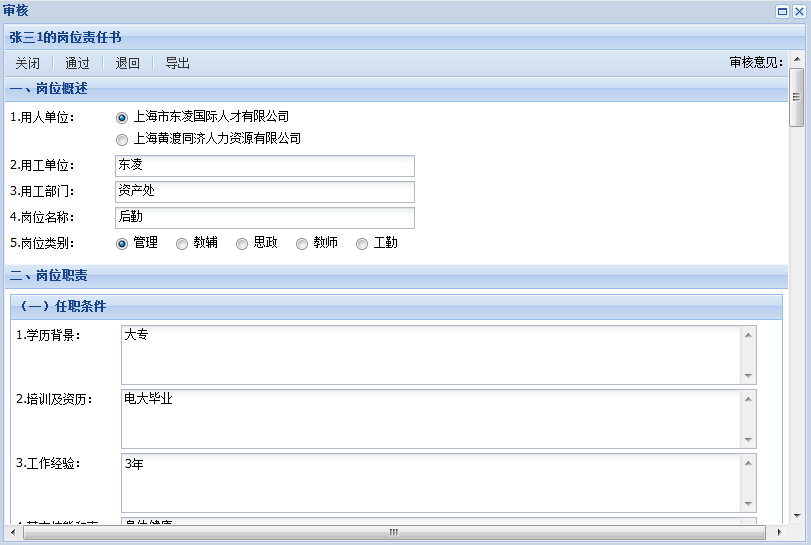 审核
张三1的岗位责任书
关闭 通过 退回 导出 审核意见：
一、岗位概述
1.用人单位： 上海市东凌国际人才有限公司
上海黄渡同济人力资源有限公司
2.用工单位： 东凌
3.用工部门： 资产处
4.岗位名称： 后勤
5.岗位类别： 管理 教辅 思政 教师 工勤
二、岗位职责
（一）任职条件
1.学历背景： 大专
2.培训及资历： 电大毕业
3.工作经验： 3年